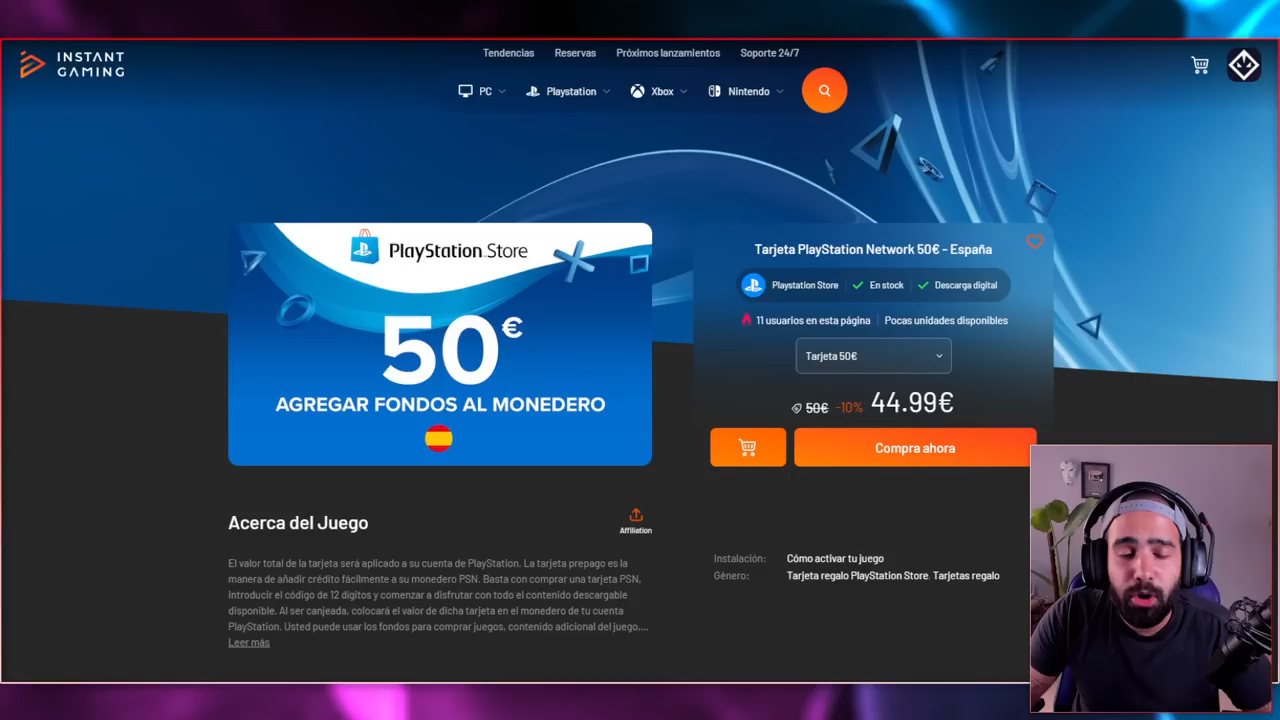 INSTANT
GAMING
Tendencias Reservas Próximos lanzamientos Soporte 24/7
PC Playstation Xbox Nintendo
PlayStation Store
50€
AGREGAR FONDOS AL MONEDERO
Tarjeta PlayStation Network 50€ - España
Playstation Store En stock Descarga digital
11 usuarios en esta página Pocas unidades disponibles
Tarjeta 50€
50€ -10% 44.99€
Compra ahora
Acerca del Juego
Affiliation
El valor total de la tarjeta será aplicado a su cuenta de PlayStation. La tarjeta prepago es la
manera de añadir crédito fácilmente a su monedero PSN. Basta con comprar una tarjeta PSN,
introducir el código de 12 dígitos y comenzar a disfrutar con todo el contenido descargable
disponible. Al ser canjeada, colocará el valor de dicha tarjeta en el monedero de tu cuenta
PlayStation. Usted puede usar los fondos para comprar juegos, contenido adicional del juego,...
Leer más
Instalación: Cómo activar tu juego
Género: Tarjeta regalo PlayStation Store, Tarjetas regalo